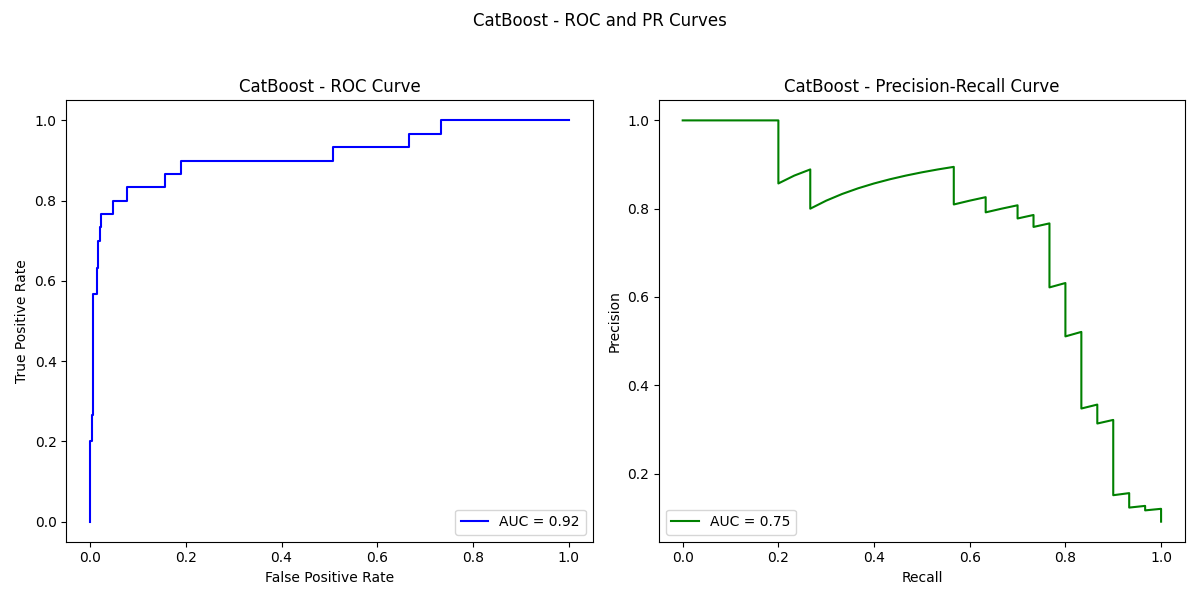 CatBoost - ROC and PR Curves
CatBoost - ROC Curve
1.0
0.8
0.6
0.4
0.2
0.0
True Positive Rate
0.0 0.2 0.4 0.6 0.8 1.0
False Positive Rate
AUC = 0.92
CatBoost - Precision-Recall Curve
1.0
0.8
0.6
0.4
0.2
Precision
0.0 0.2 0.4 0.6 0.8 1.0
Recall
AUC = 0.75